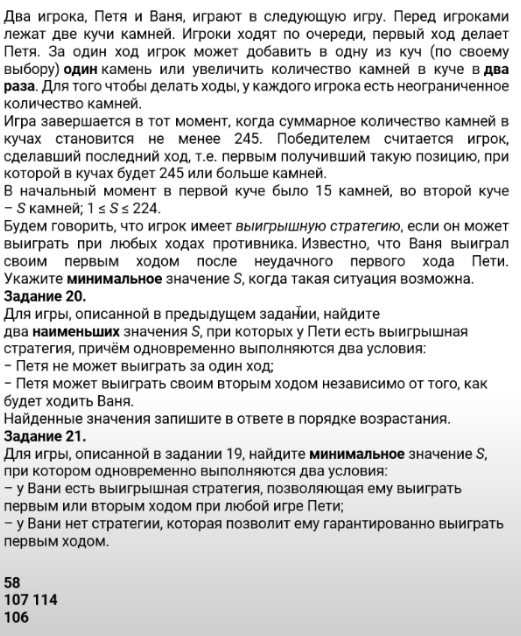 Два игрока, Петя и Ваня, играют в следующую игру. Перед игроками
лежат две кучи камней. Игроки ходят по очереди, первый ход делает
Петя. За один ход игрок может добавить в одну из куч (по своему
выбору) один камень или увеличить количество камней в куче в два
раза. Для того чтобы делать ходы, у каждого игрока есть неограниченное
количество камней.
Игра завершается в тот момент, когда суммарное количество камней в
кучах становится не менее 245. Победителем считается игрок,
сделавший последний ход, т.е. первым получивший такую позицию, при
которой в кучах будет 245 или больше камней.
В начальный момент в первой куче было 15 камней, во второй куче
– S камней; 1 ≤ S ≤ 224.
Будем говорить, что игрок имеет выигрышную стратегию, если он может
выиграть при любых ходах противника. Известно, что Ваня выиграл
своим первым ходом после неудачного первого хода Пети.
Укажите минимальное значение S, когда такая ситуация возможна.
Задание 20.
Для игры, описанной в предыдущем задании, найдите
два наименьших значения S, при которых у Пети есть выигрышная
стратегия, причём одновременно выполняются два условия:
– Петя не может выиграть за один ход;
– Петя может выиграть своим вторым ходом независимо от того, как
будет ходить Ваня.
Найденные значения запишите в ответе в порядке возрастания.
Задание 21.
Для игры, описанной в задании 19, найдите минимальное значение S,
при котором одновременно выполняются два условия:
– у Вани есть выигрышная стратегия, позволяющая ему выиграть
первым или вторым ходом при любой игре Пети;
– у Вани нет стратегии, которая позволит ему гарантированно выиграть
первым ходом.
58
107 114
106